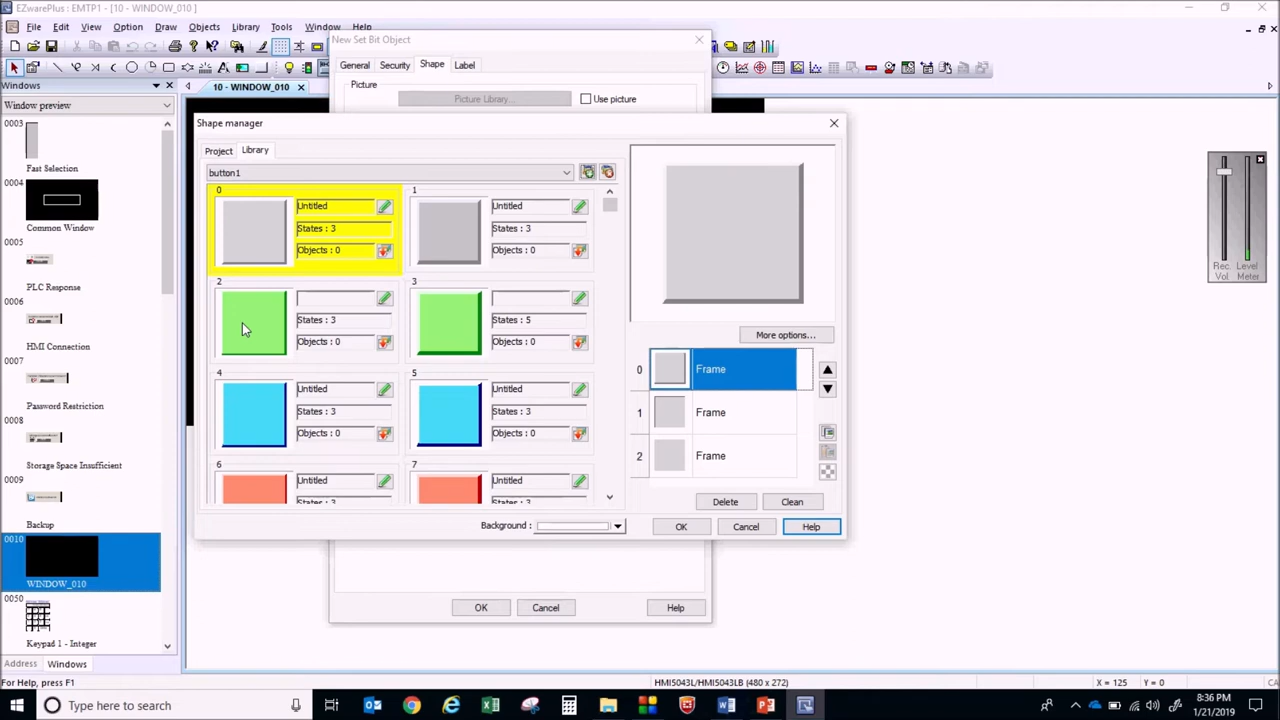 EZwarePlus : EMTP1 - [10 - WINDOW_010 ]
File Edit View Option Draw Objects Library Tools Window Help
Windows
Window preview
0003
Fast Selection
0004
Common Window
0005
PLC Response
0006
HMI Connection
0007
Password Restriction
0008
Storage Space Insufficient
0009
Backup
0010
WINDOW_010
0050
Keypad 1 - Integer
Address Windows
10 - WINDOW_010
New Set Bit Object
General Security Shape Label
Picture
Picture Library... Use picture
Shape manager
Project Library
button1
0 1
Untitled Untitled
States : 3 States : 3
Objects : 0 Objects : 0
2 3
States : 3 States : 5
Objects : 0 Objects : 0
4 5
Untitled Untitled
States : 3 States : 3
Objects : 0 Objects : 0
6 7
Untitled Untitled
States : 3 States : 3
More options...
0 Frame
1 Frame
2 Frame
Delete Clean
Background :
OK Cancel Help
OK Cancel Help
Rec. Level
Vol Meter
For Help, press F1
HMI5043L/HMI5043LB (480 x 272)
X = 125 Y = 0
Type here to search
8:36 PM
1/21/2019